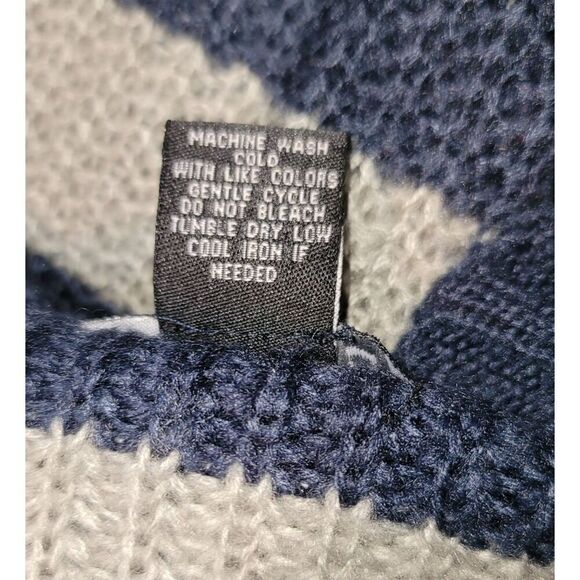 MACHINE WASH
COLD
WITH LIKE COLORS
GENTLE CYCLE
DO NOT BLEACH
TUMBLE DRY LOW
COOL IRON IF
NEEDED